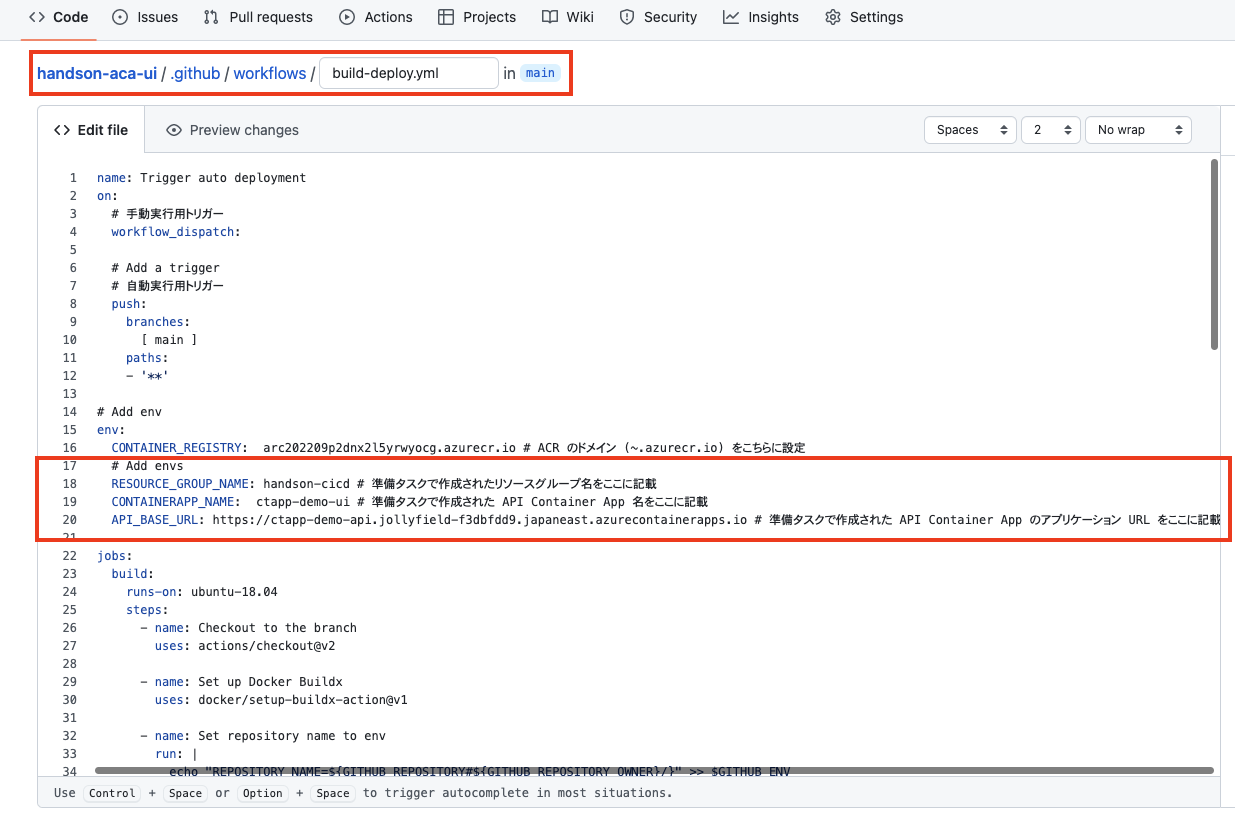 Code Issues Pull requests Actions Projects Wiki Security Insights Settings
handson-aca-ui / .github / workflows / build-deploy.yml in main
Edit file Preview changes Spaces 2 No wrap
1 name: Trigger auto deployment
2 on:
3 # 手動実行用トリガー
4 workflow_dispatch:
5
6 # Add a trigger
7 # 自動実行用トリガー
8 push:
9 branches:
10 [ main ]
11 paths:
12 - '**'
13
14 # Add env
15 env:
16 CONTAINER_REGISTRY: arc202209p2dnx2l5yrwyocg.azurecr.io # ACR のドメイン (~.azurecr.io) をこちらに設定
17 # Add envs
18 RESOURCE_GROUP_NAME: handson-cicd # 準備タスクで作成されたリソースグループ名をここに記載
19 CONTAINERAPP_NAME: ctapp-demo-ui # 準備タスクで作成された API Container App 名をここに記載
20 API_BASE_URL: https://ctapp-demo-api.jollyfield-f3dbfdd9.japaneast.azurecontainerapps.io # 準備タスクで作成された API Container App のアプリケーション URL をここに記載
21
22 jobs:
23 build:
24 runs-on: ubuntu-18.04
25 steps:
26 - name: Checkout to the branch
27 uses: actions/checkout@v2
28
29 - name: Set up Docker Buildx
30 uses: docker/setup-buildx-action@v1
31
32 - name: Set repository name to env
33 run: |
34 echo "REPOSITORY_NAME=${GITHUB_REPOSITORY#${GITHUB_REPOSITORY_OWNER}/}" >> $GITHUB_ENV
Use Control + Space or Option + Space to trigger autocomplete in most situations.